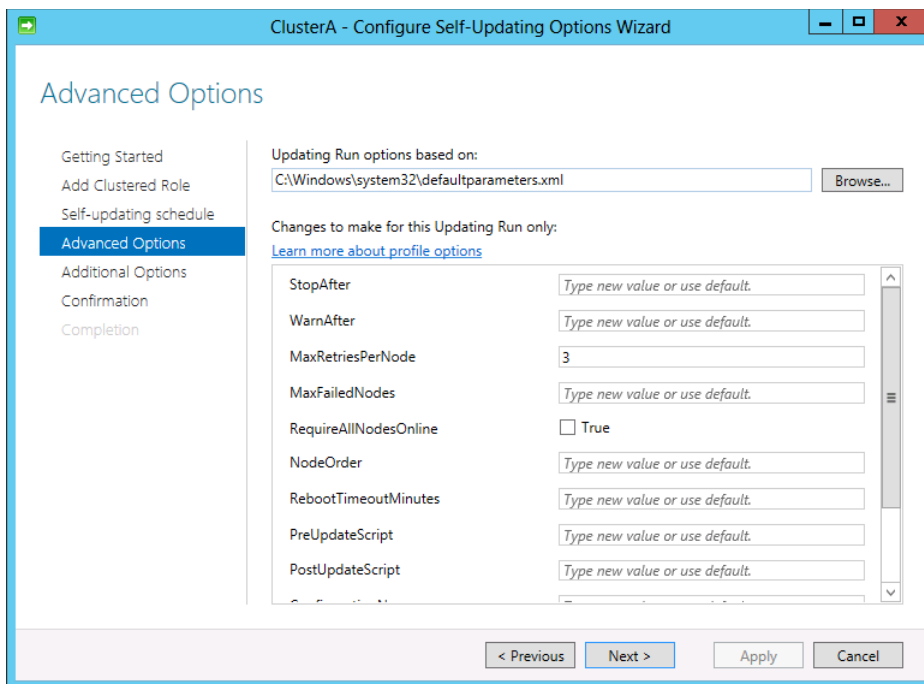 ClusterA - Configure Self-Updating Options Wizard
Advanced Options
Getting Started
Add Clustered Role
Self-updating schedule
Advanced Options
Additional Options
Confirmation
Completion
Updating Run options based on:
C:\Windows\system32\defaultparameters.xml
Browse...
Changes to make for this Updating Run only:
Learn more about profile options
StopAfter Type new value or use default.
WarnAfter Type new value or use default.
MaxRetriesPerNode 3
MaxFailedNodes Type new value or use default.
RequireAllNodesOnline True
NodeOrder Type new value or use default.
RebootTimeoutMinutes Type new value or use default.
PreUpdateScript Type new value or use default.
PostUpdateScript Type new value or use default.
< Previous Next > Apply Cancel